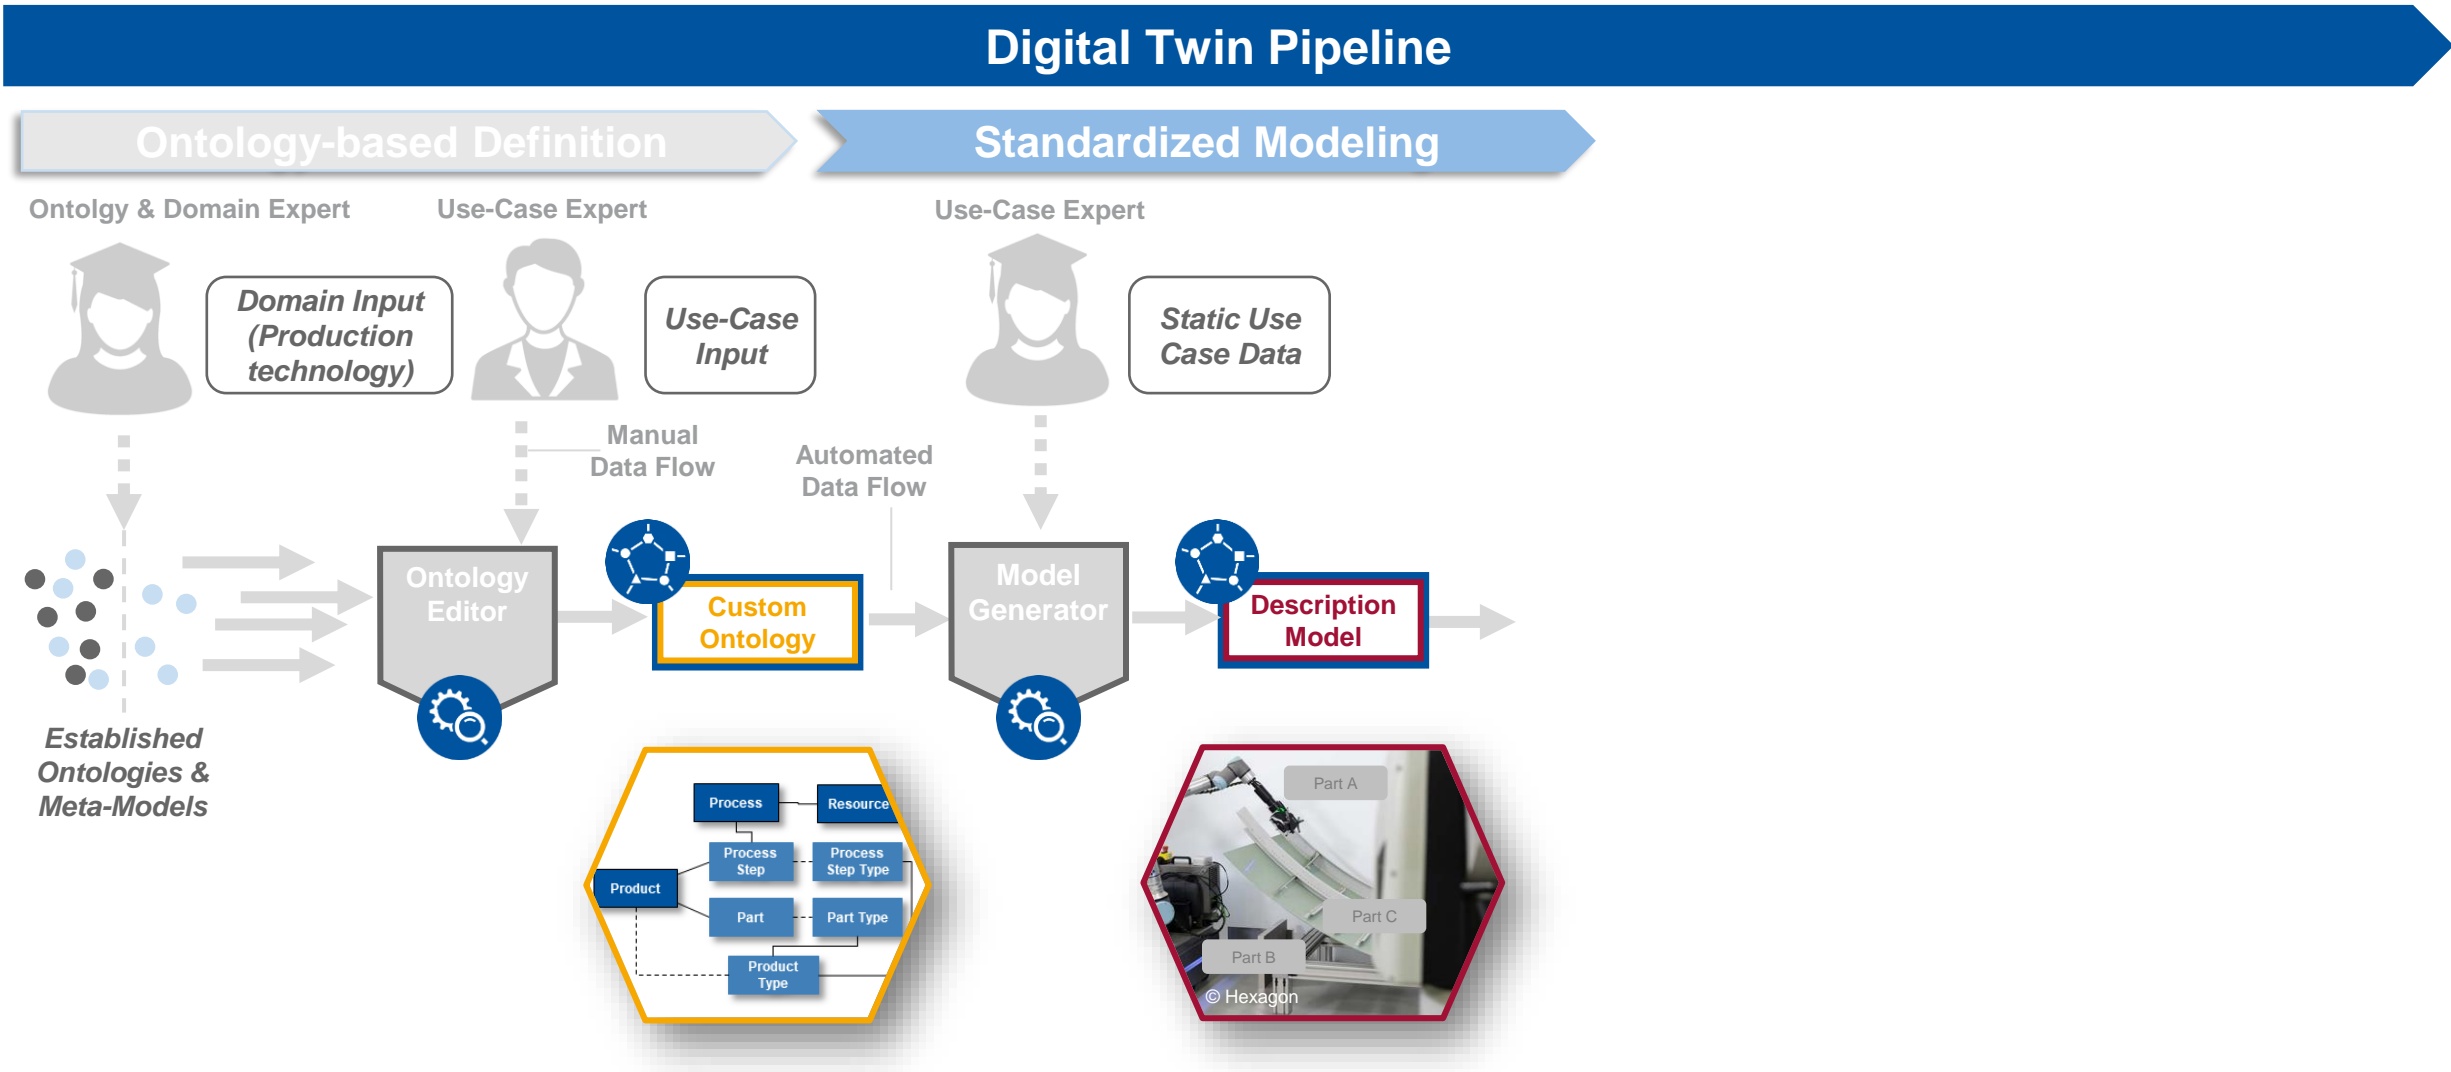 Digital Twin Pipeline
Ontology-based Definition
Standardized Modeling
Ontolgy & Domain Expert
Use-Case Expert
Use-Case Expert
Domain Input
(Production
technology)
Use-Case
Input
Static Use
Case Data
Manual
Data Flow
Automated
Data Flow
Ontology
Editor
Custom
Ontology
Model
Generator
Description
Model
Established
Ontologies &
Meta-Models
Process
Resource
Process
Step
Process
Step Type
Product
Part
Part Type
Product
Type
Part A
Part C
Part B
© Hexagon